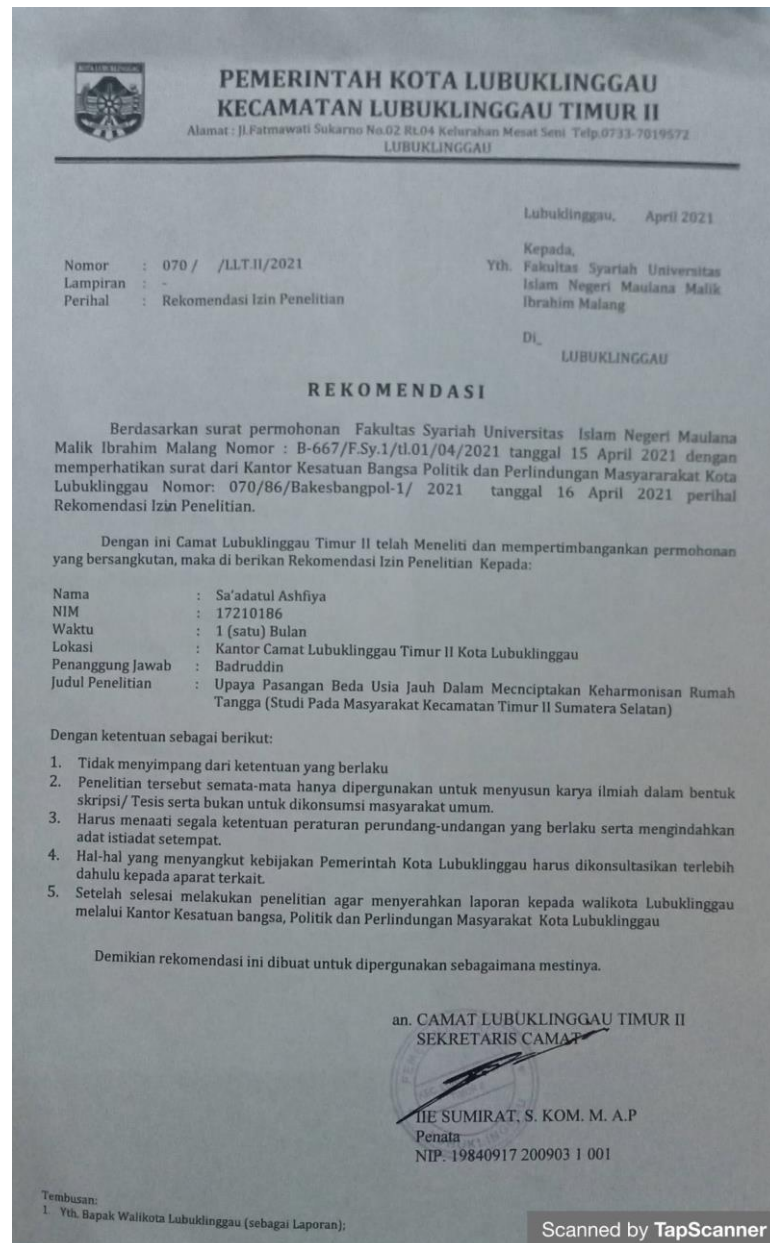 KOTA LUBUKLINGGAU
PEMERINTAH KOTA LUBUKLINGGAU
KECAMATAN LUBUKLINGGAU TIMUR II
Alamat : Jl.Fatmawati Sukarno No.02 Rt.04 Kelurahan Mesat Seni Telp.0733-7019572
LUBUKLINGGAU
Lubuklinggau, April 2021
Nomor : 070 / /LLT.II/2021
Lampiran : -
Perihal : Rekomendasi Izin Penelitian
Kepada,
Yth. Fakultas Syariah Universitas
Islam Negeri Maulana Malik
Ibrahim Malang
Di_
LUBUKLINGGAU
REKOMENDASI
Berdasarkan surat permohonan Fakultas Syariah Universitas Islam Negeri Maulana
Malik Ibrahim Malang Nomor : B-667/F.Sy.1/tl.01/04/2021 tanggal 15 April 2021 dengan
memperhatikan surat dari Kantor Kesatuan Bangsa Politik dan Perlindungan Masyararakat Kota
Lubuklinggau Nomor: 070/86/Bakesbangpol-1/ 2021 tanggal 16 April 2021 perihal
Rekomendasi Izin Penelitian.
Dengan ini Camat Lubuklinggau Timur II telah Meneliti dan mempertimbangankan permohonan
yang bersangkutan, maka di berikan Rekomendasi Izin Penelitian Kepada:
Nama : Sa'adatul Ashfiya
NIM : 17210186
Waktu : 1 (satu) Bulan
Lokasi : Kantor Camat Lubuklinggau Timur II Kota Lubuklinggau
Penanggung Jawab : Badruddin
Judul Penelitian : Upaya Pasangan Beda Usia Jauh Dalam Mecnciptakan Keharmonisan Rumah
Tangga (Studi Pada Masyarakat Kecamatan Timur II Sumatera Selatan)
Dengan ketentuan sebagai berikut:
1. Tidak menyimpang dari ketentuan yang berlaku
2. Penelitian tersebut semata-mata hanya dipergunakan untuk menyusun karya ilmiah dalam bentuk
skripsi/ Tesis serta bukan untuk dikonsumsi masyarakat umum.
3. Harus menaati segala ketentuan peraturan perundang-undangan yang berlaku serta mengindahkan
adat istiadat setempat.
4. Hal-hal yang menyangkut kebijakan Pemerintah Kota Lubuklinggau harus dikonsultasikan terlebih
dahulu kepada aparat terkait.
5. Setelah selesai melakukan penelitian agar menyerahkan laporan kepada walikota Lubuklinggau
melalui Kantor Kesatuan bangsa, Politik dan Perlindungan Masyarakat Kota Lubuklinggau
Demikian rekomendasi ini dibuat untuk dipergunakan sebagaimana mestinya.
an. CAMAT LUBUKLINGGAU TIMUR II
SEKRETARIS CAMAT
IIE SUMIRAT, S. KOM. M. A.P
Penata
NIP. 19840917 200903 1 001
Tembusan:
1. Yth. Bapak Walikota Lubuklinggau (sebagai Laporan);
Scanned by TapScanner